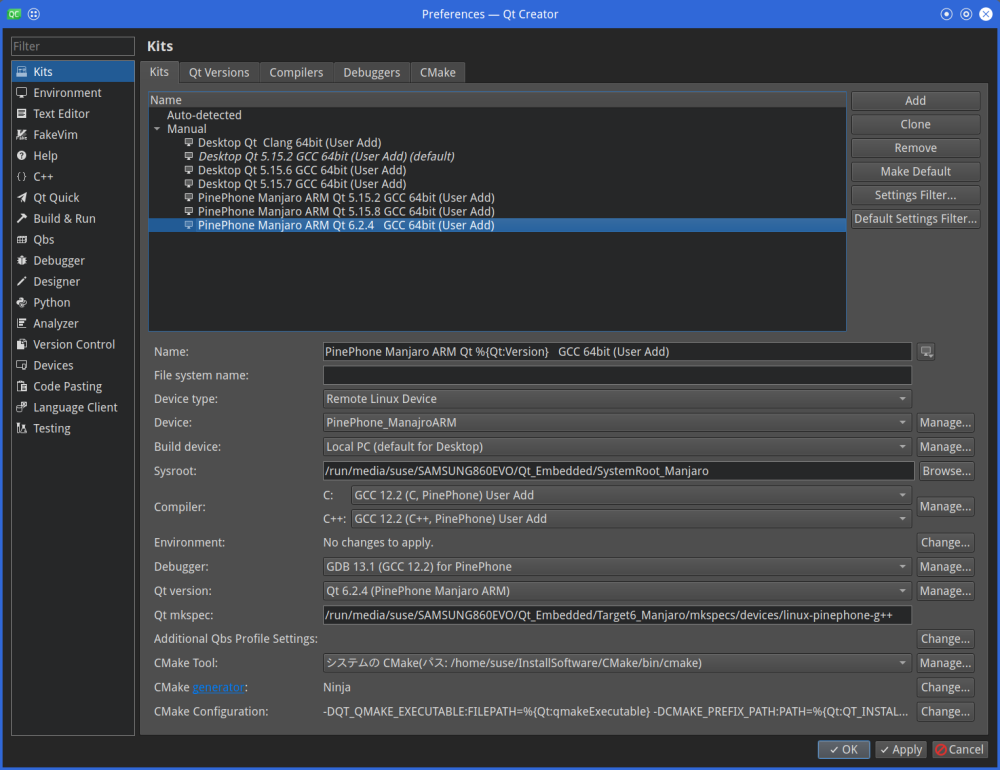 Preferences — Qt Creator
Filter
Kits
Environment
Text Editor
FakeVim
Help
C++
Qt Quick
Build & Run
Qbs
Debugger
Designer
Python
Analyzer
Version Control
Devices
Code Pasting
Language Client
Testing
Kits
Kits Qt Versions Compilers Debuggers CMake
Name
Auto-detected
Manual
Desktop Qt  Clang 64bit (User Add)
Desktop Qt 5.15.2 GCC 64bit (User Add) (default)
Desktop Qt 5.15.6 GCC 64bit (User Add)
Desktop Qt 5.15.7 GCC 64bit (User Add)
PinePhone Manjaro ARM Qt 5.15.2 GCC 64bit (User Add)
PinePhone Manjaro ARM Qt 5.15.8 GCC 64bit (User Add)
PinePhone Manjaro ARM Qt 6.2.4   GCC 64bit (User Add)
Add
Clone
Remove
Make Default
Settings Filter...
Default Settings Filter...
Name: PinePhone Manjaro ARM Qt %{Qt:Version}   GCC 64bit (User Add)
File system name:
Device type: Remote Linux Device
Device: PinePhone_ManajroARM Manage...
Build device: Local PC (default for Desktop) Manage...
Sysroot: /run/media/suse/SAMSUNG860EVO/Qt_Embedded/SystemRoot_Manjaro Browse...
Compiler: C: GCC 12.2 (C, PinePhone) User Add
C++: GCC 12.2 (C++, PinePhone) User Add Manage...
Environment: No changes to apply. Change...
Debugger: GDB 13.1 (GCC 12.2) for PinePhone Manage...
Qt version: Qt 6.2.4 (PinePhone Manjaro ARM) Manage...
Qt mkspec: /run/media/suse/SAMSUNG860EVO/Qt_Embedded/Target6_Manjaro/mkspecs/devices/linux-pinephone-g++
Additional Qbs Profile Settings: Change...
CMake Tool: システムの CMake(パス: /home/suse/InstallSoftware/CMake/bin/cmake) Manage...
CMake generator: Ninja Change...
CMake Configuration: -DQT_QMAKE_EXECUTABLE:FILEPATH=%{Qt:qmakeExecutable} -DCMAKE_PREFIX_PATH:PATH=%{Qt:QT_INSTAL... Change...
OK Apply Cancel